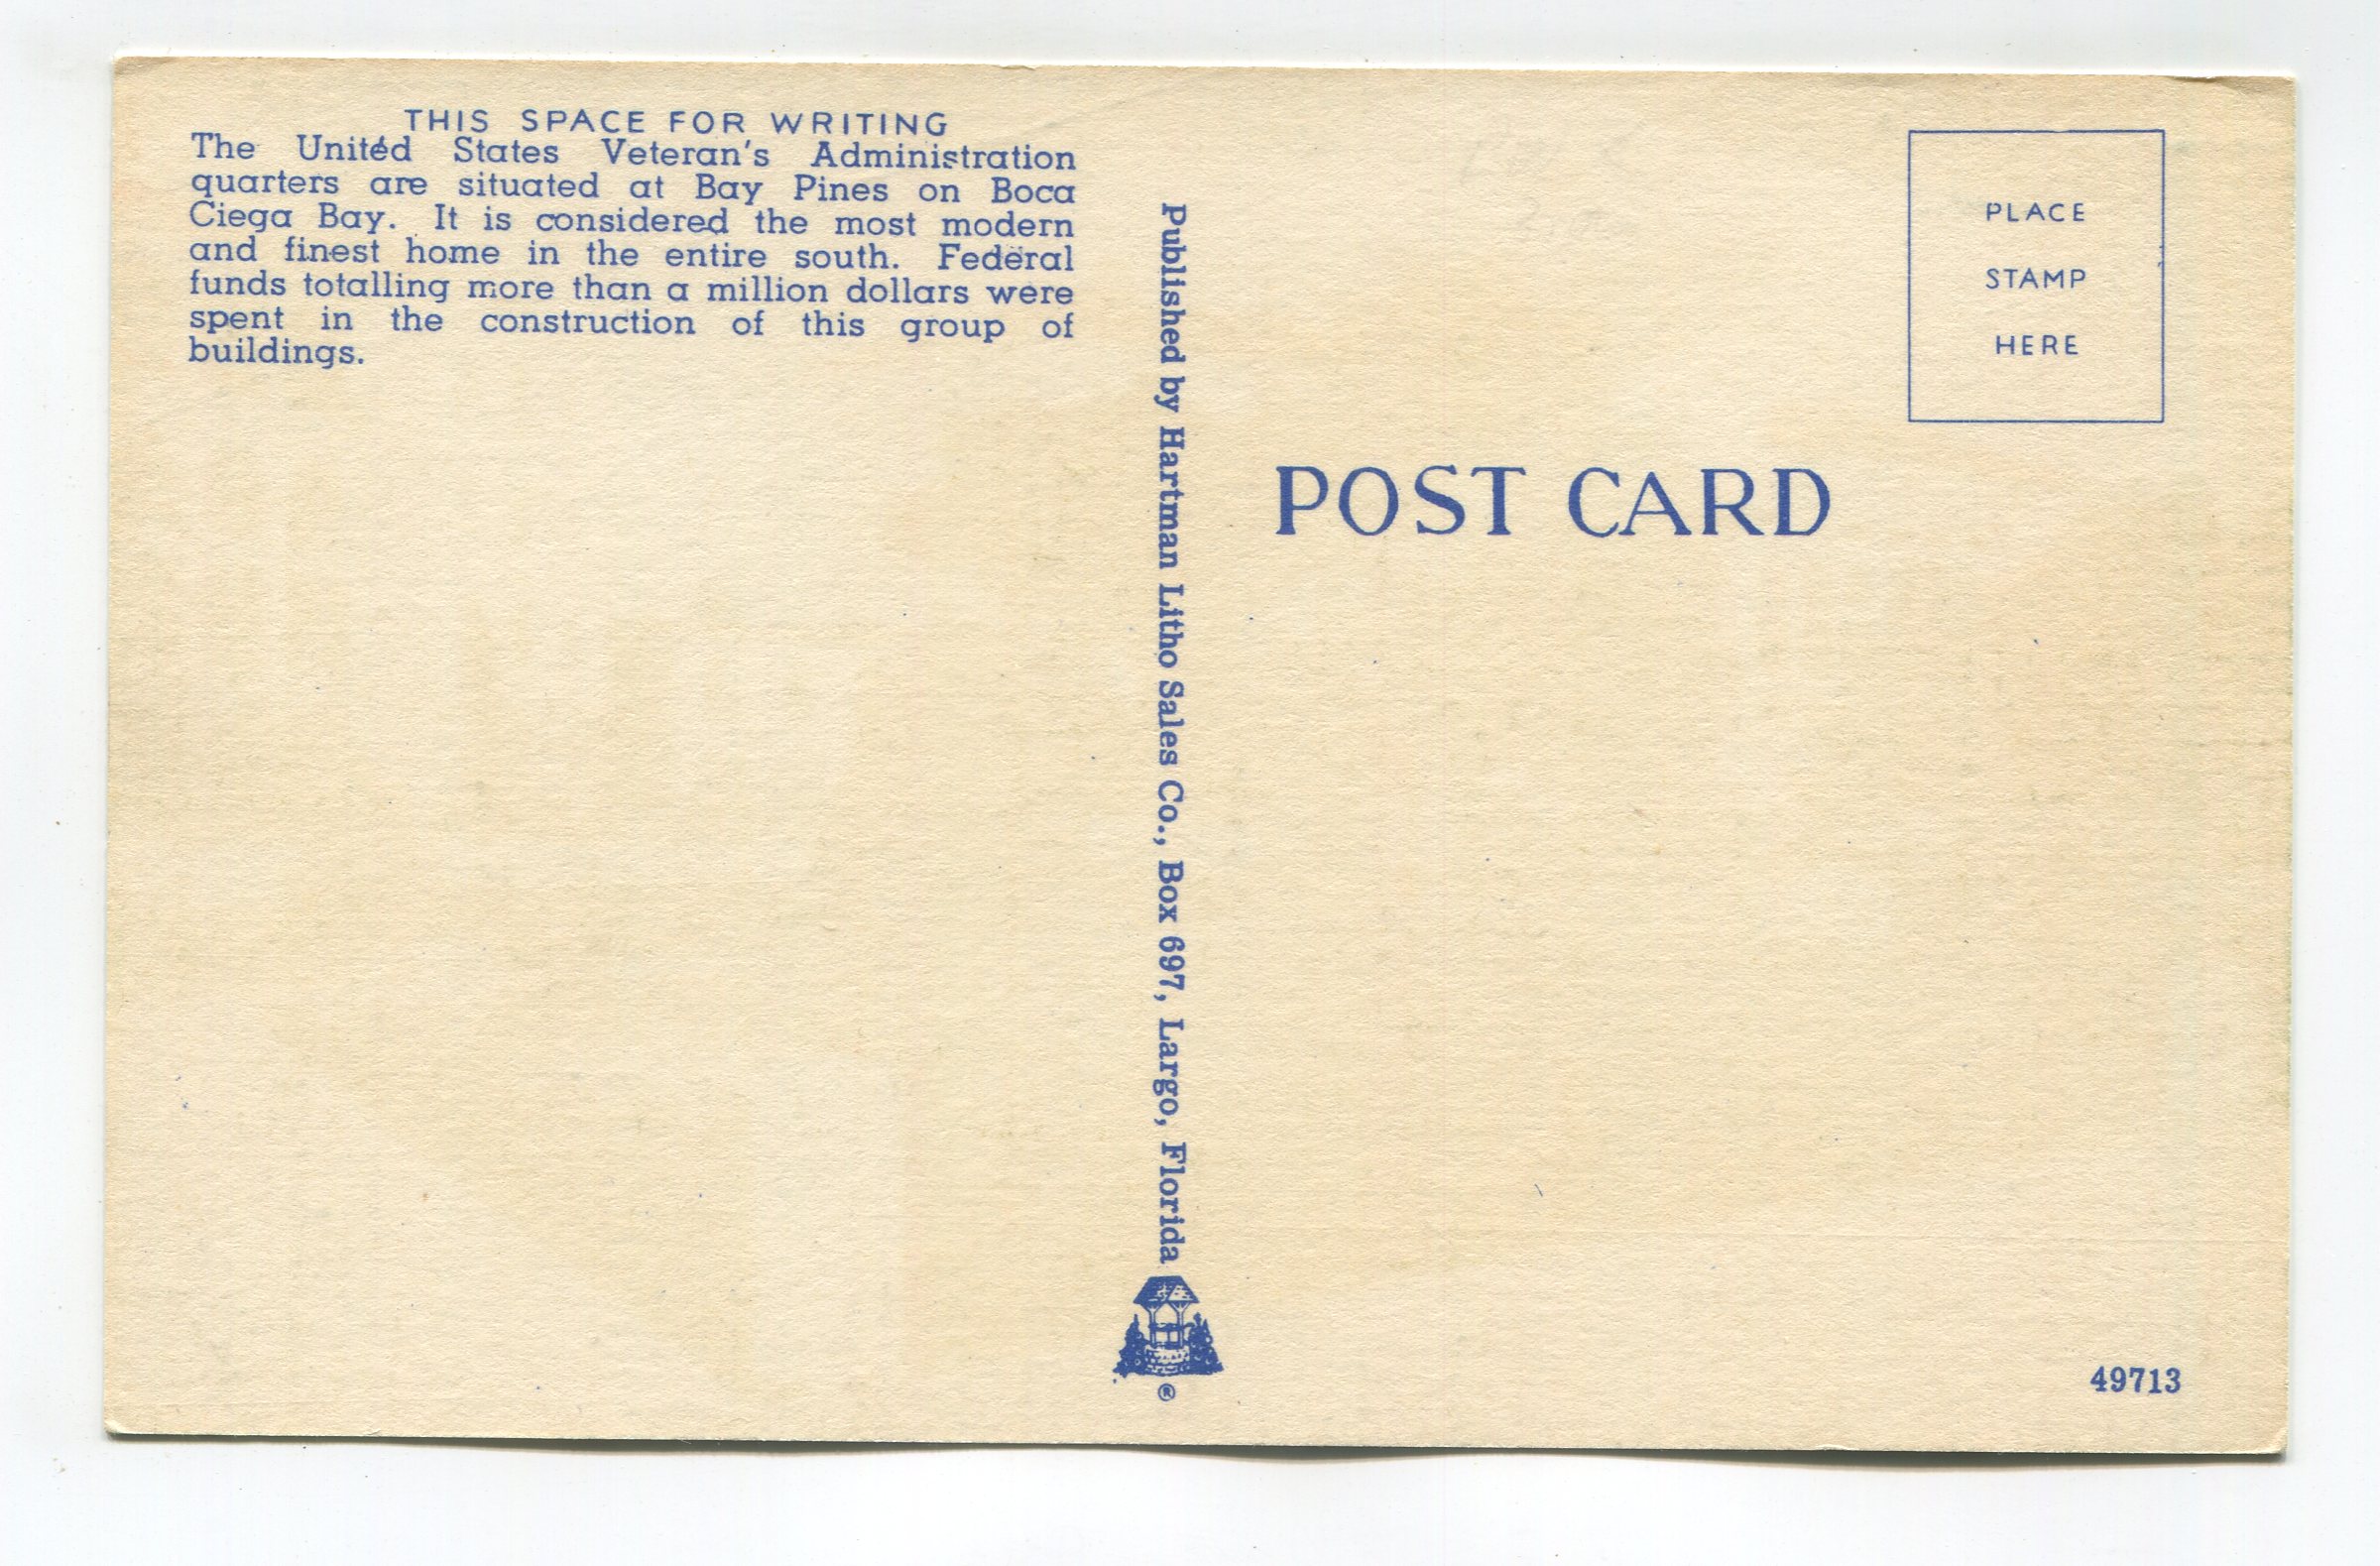 THIS SPACE FOR WRITING
The United States Veteran's Administration
quarters are situated at Bay Pines on Boca
Ciega Bay. It is considered the most modern
and finest home in the entire south. Federal
funds totalling more than a million dollars were
spent in the construction of this group of
buildings.
Published by Hartman Litho Sales Co., Box 697, Largo, Florida
®
PLACE
STAMP
HERE
POST CARD
49713